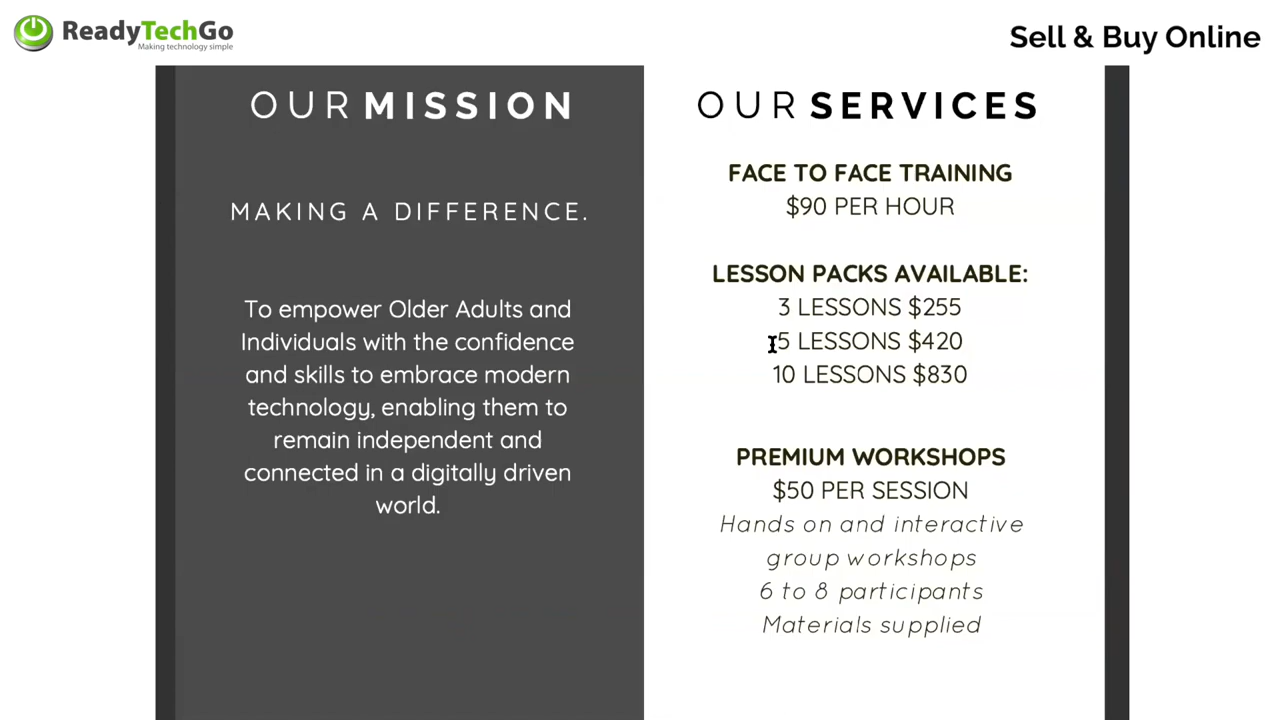 ReadyTechGo
Making technology simple
Sell & Buy Online
OUR MISSION
MAKING A DIFFERENCE.
To empower Older Adults and
Individuals with the confidence
and skills to embrace modern
technology, enabling them to
remain independent and
connected in a digitally driven
world.
OUR SERVICES
FACE TO FACE TRAINING
$90 PER HOUR
LESSON PACKS AVAILABLE:
3 LESSONS $255
5 LESSONS $420
10 LESSONS $830
PREMIUM WORKSHOPS
$50 PER SESSION
Hands on and interactive
group workshops
6 to 8 participants
Materials supplied